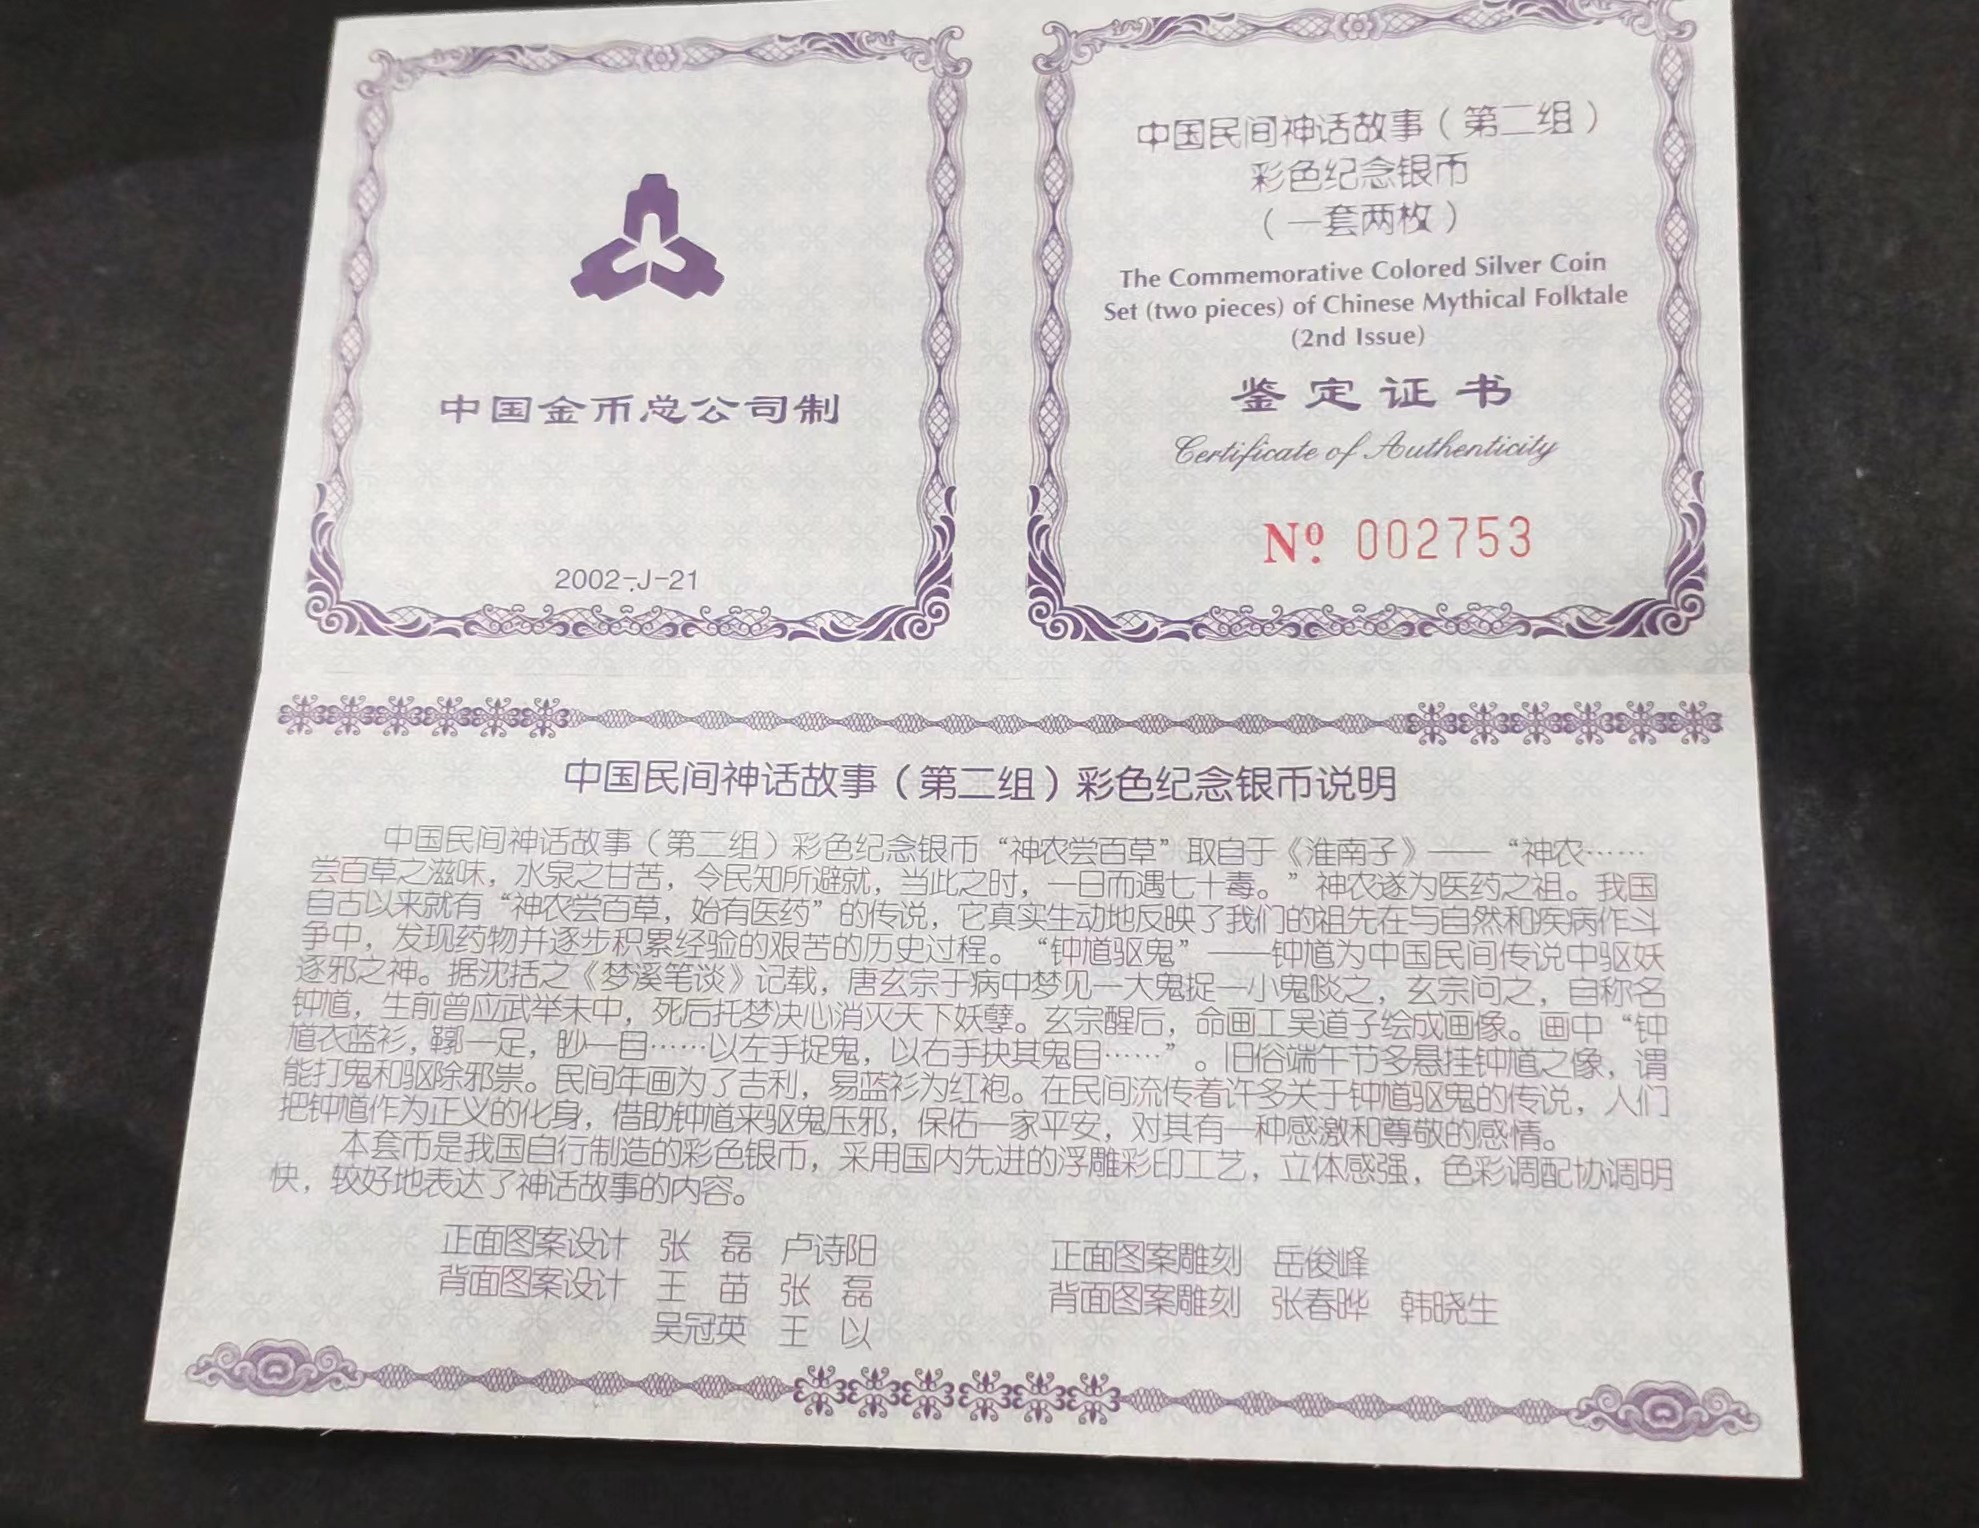 中国金币总公司制
2002-J-21
中国民间神话故事（第二组）
彩色纪念银币
（一套两枚）
The Commemorative Colored Silver Coin
Set (two pieces) of Chinese Mythical Folktale
(2nd Issue)
鉴定证书
Certificate of Authenticity
Nº 002753
中国民间神话故事（第二组）彩色纪念银币说明
中国民间神话故事（第二组）彩色纪念银币“神农尝百草”取自于《淮南子》——“神农……
尝百草之滋味，水泉之甘苦，令民知所避就，当此之时，一日而遇七十毒。”神农遂为医药之祖。我国
自古以来就有“神农尝百草，始有医药”的传说，它真实生动地反映了我们的祖先在与自然和疾病作斗
争中，发现药物并逐步积累经验的艰苦的历史过程。“钟馗驱鬼”——钟馗为中国民间传说中驱妖
逐邪之神。据沈括之《梦溪笔谈》记载，唐玄宗于病中梦见一大鬼捉一小鬼啖之，玄宗问之，自称名
钟馗，生前曾应武举未中，死后托梦决心消灭天下妖孽。玄宗醒后，命画工吴道子绘成画像。画中“钟
馗衣蓝衫，鞹一足，眇一目……以左手捉鬼，以右手抉其鬼目……”。旧俗端午节多悬挂钟馗之像，谓
能打鬼和驱除邪祟。民间年画为了吉利，易蓝衫为红袍。在民间流传着许多关于钟馗驱鬼的传说，人们
把钟馗作为正义的化身，借助钟馗来驱鬼压邪，保佑一家平安，对其有一种感激和尊敬的感情。
本套币是我国自行制造的彩色银币，采用国内先进的浮雕彩印工艺，立体感强，色彩调配协调明
快，较好地表达了神话故事的内容。
正面图案设计 张 磊 卢诗阳
背面图案设计 王 苗 张 磊
吴冠英 王 以
正面图案雕刻 岳俊峰
背面图案雕刻 张春晔 韩晓生